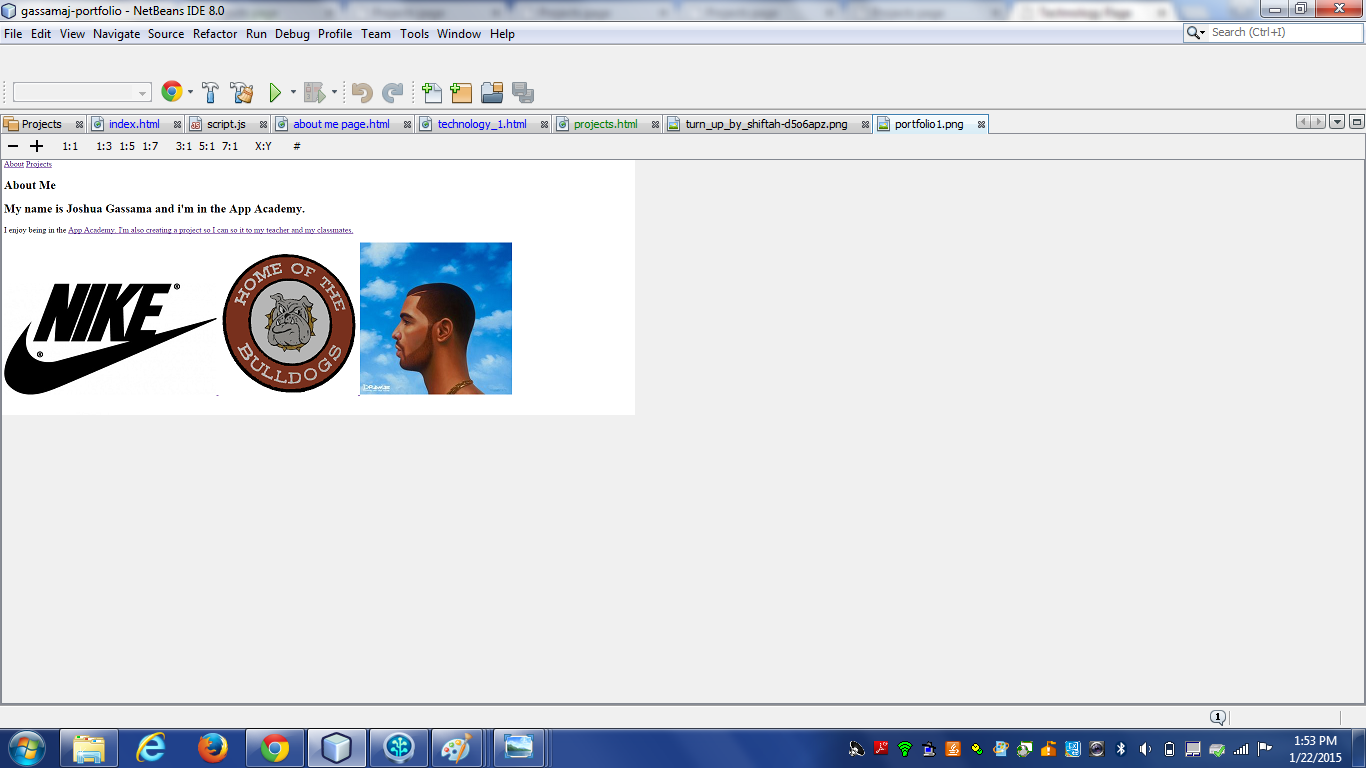 gassamaj-portfolio - NetBeans IDE 8.0
File Edit View Navigate Source Refactor Run Debug Profile Team Tools Window Help
Search (Ctrl+I)
Projects index.html script.js about me page.html technology_1.html projects.html turn_up_by_shiftah-d5o6apz.png portfolio1.png
1:1 1:3 1:5 1:7 3:1 5:1 7:1 X:Y #
About Projects
About Me
My name is Joshua Gassama and i'm in the App Academy.
I enjoy being in the App Academy. I'm also creating a project so I can so it to my teacher and my classmates.
NIKE
HOME OF THE
BULLDOGS
1
1:53 PM
1/22/2015